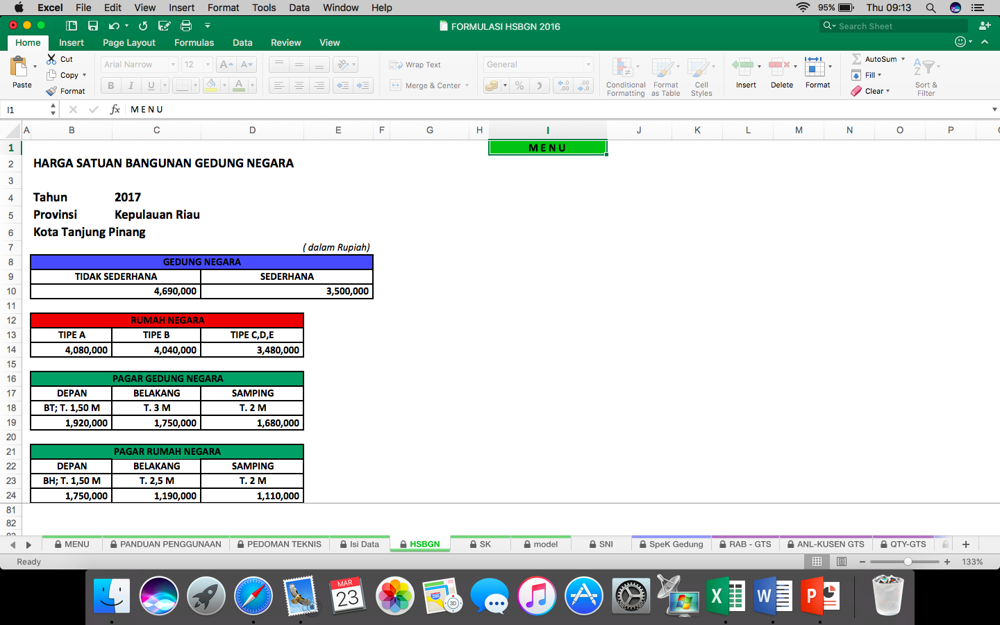 Excel File Edit View Insert Format Tools Data Window Help 95% Thu 09:13
FORMULASI HSBGN 2016
Search Sheet
Home Insert Page Layout Formulas Data Review View
Paste
Cut
Copy
Format
Arial Narrow 12
B I U
Wrap Text
Merge & Center
General
Conditional Formatting
Format as Table
Cell Styles
Insert
Delete
Format
AutoSum
Fill
Clear
Sort & Filter
I1 fx M E N U
A B C D E F G H I J K L M N O P
1 M E N U
2 HARGA SATUAN BANGUNAN GEDUNG NEGARA
3
4 Tahun 2017
5 Provinsi Kepulauan Riau
6 Kota Tanjung Pinang
7 ( dalam Rupiah)
8 GEDUNG NEGARA
9 TIDAK SEDERHANA SEDERHANA
10 4,690,000 3,500,000
11
12 RUMAH NEGARA
13 TIPE A TIPE B TIPE C,D,E
14 4,080,000 4,040,000 3,480,000
15
16 PAGAR GEDUNG NEGARA
17 DEPAN BELAKANG SAMPING
18 BT; T. 1,50 M T. 3 M T. 2 M
19 1,920,000 1,750,000 1,680,000
20
21 PAGAR RUMAH NEGARA
22 DEPAN BELAKANG SAMPING
23 BH; T. 1,50 M T. 2,5 M T. 2 M
24 1,750,000 1,190,000 1,110,000
81
82
MENU PANDUAN PENGGUNAAN PEDOMAN TEKNIS Isi Data HSBGN SK model SNI SpeK Gedung RAB - GTS ANL-KUSEN GTS QTY-GTS
Ready 133%
MAR
23
280
3D
X W P